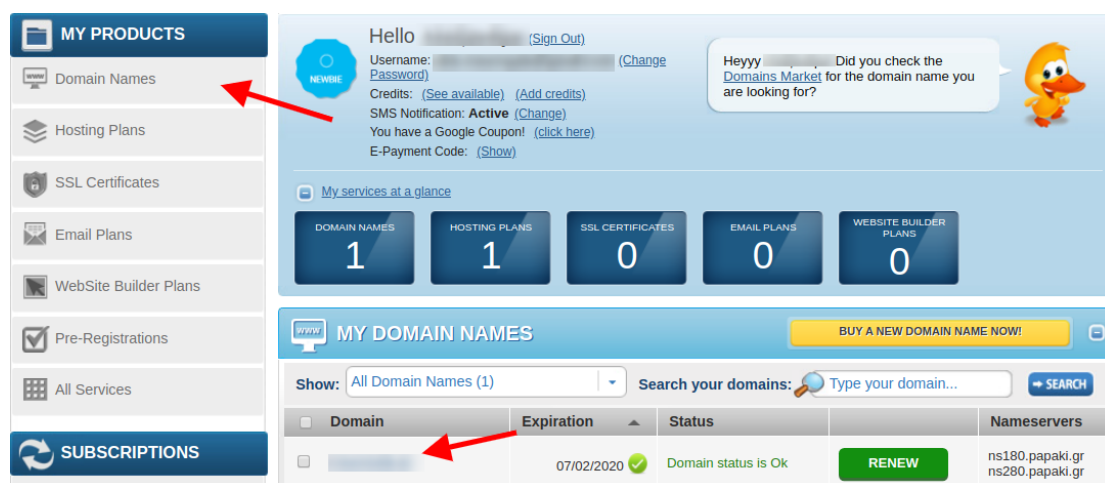 MY PRODUCTS
Domain Names
Hosting Plans
SSL Certificates
Email Plans
WebSite Builder Plans
Pre-Registrations
All Services
SUBSCRIPTIONS
NEWBIE
Hello (Sign Out)
Username: (Change
Password)
Credits: (See available) (Add credits)
SMS Notification: Active (Change)
You have a Google Coupon! (click here)
E-Payment Code: (Show)
Heyyy Did you check the
Domains Market for the domain name you
are looking for?
My services at a glance
DOMAIN NAMES
1
HOSTING PLANS
1
SSL CERTIFICATES
0
EMAIL PLANS
0
WEBSITE BUILDER
PLANS
0
www MY DOMAIN NAMES
BUY A NEW DOMAIN NAME NOW!
Show: All Domain Names (1) Search your domains: Type your domain... SEARCH
Domain Expiration Status Nameservers
07/02/2020 Domain status is Ok RENEW ns180.papaki.gr
ns280.papaki.gr